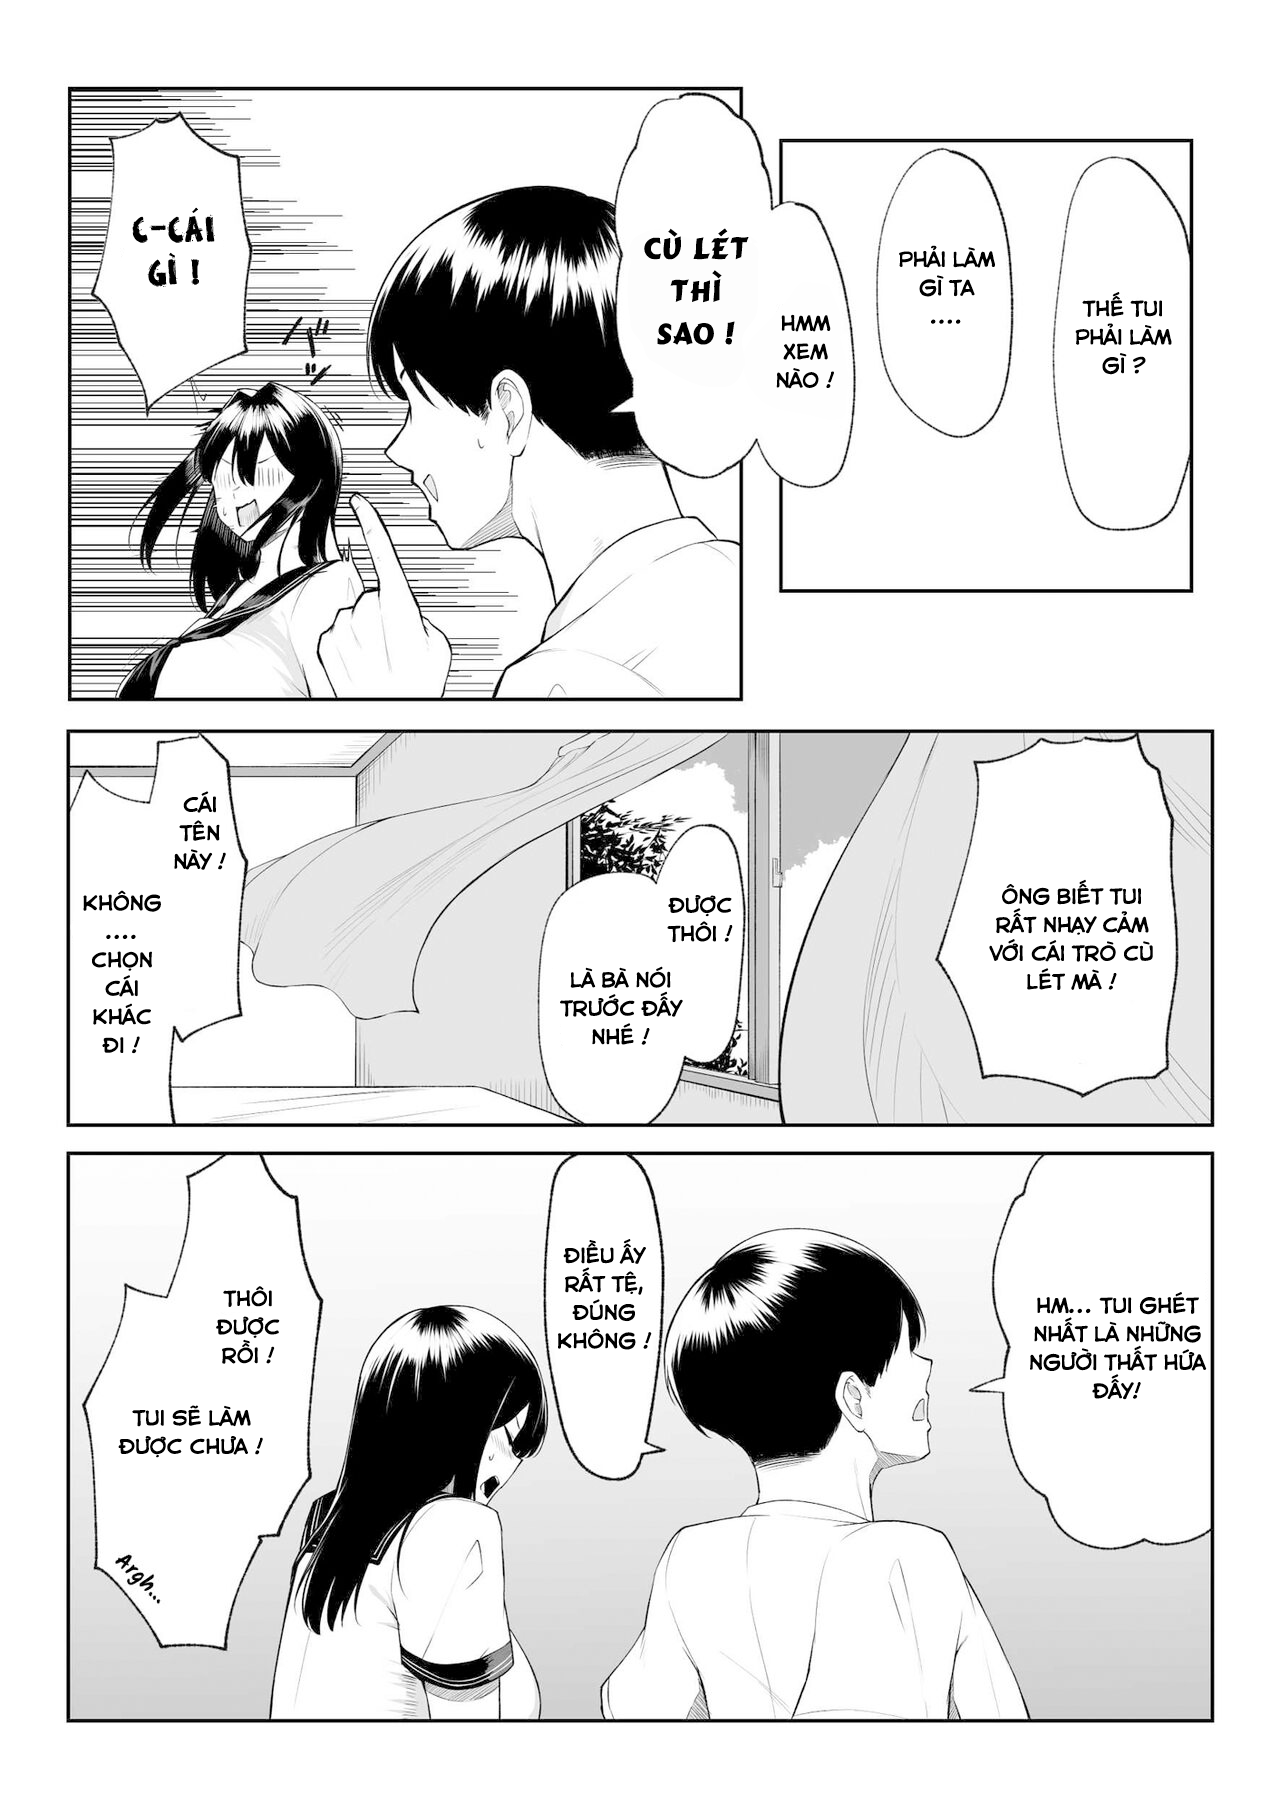 THẾ TUI
PHẢI LÀM
GÌ ?
PHẢI LÀM
GÌ TA
....
HMM
XEM
NÀO !
CÙ LÉT
THÌ
SAO !
C-CÁI
GÌ !
ÔNG BIẾT TUI
RẤT NHẠY CẢM
VỚI CÁI TRÒ CÙ
LÉT MÀ !
ĐƯỢC
THÔI !
LÀ BÀ NÓI
TRƯỚC ĐẤY
NHÉ !
CÁI
TÊN
NÀY !
KHÔNG
....
CHỌN
CÁI
KHÁC
ĐI !
HM... TUI GHÉT
NHẤT LÀ NHỮNG
NGƯỜI THẤT HỨA
ĐẤY!
ĐIỀU ẤY
RẤT TỆ,
ĐÚNG
KHÔNG !
THÔI
ĐƯỢC
RỒI !
TUI SẼ LÀM
ĐƯỢC CHƯA !
Argh...